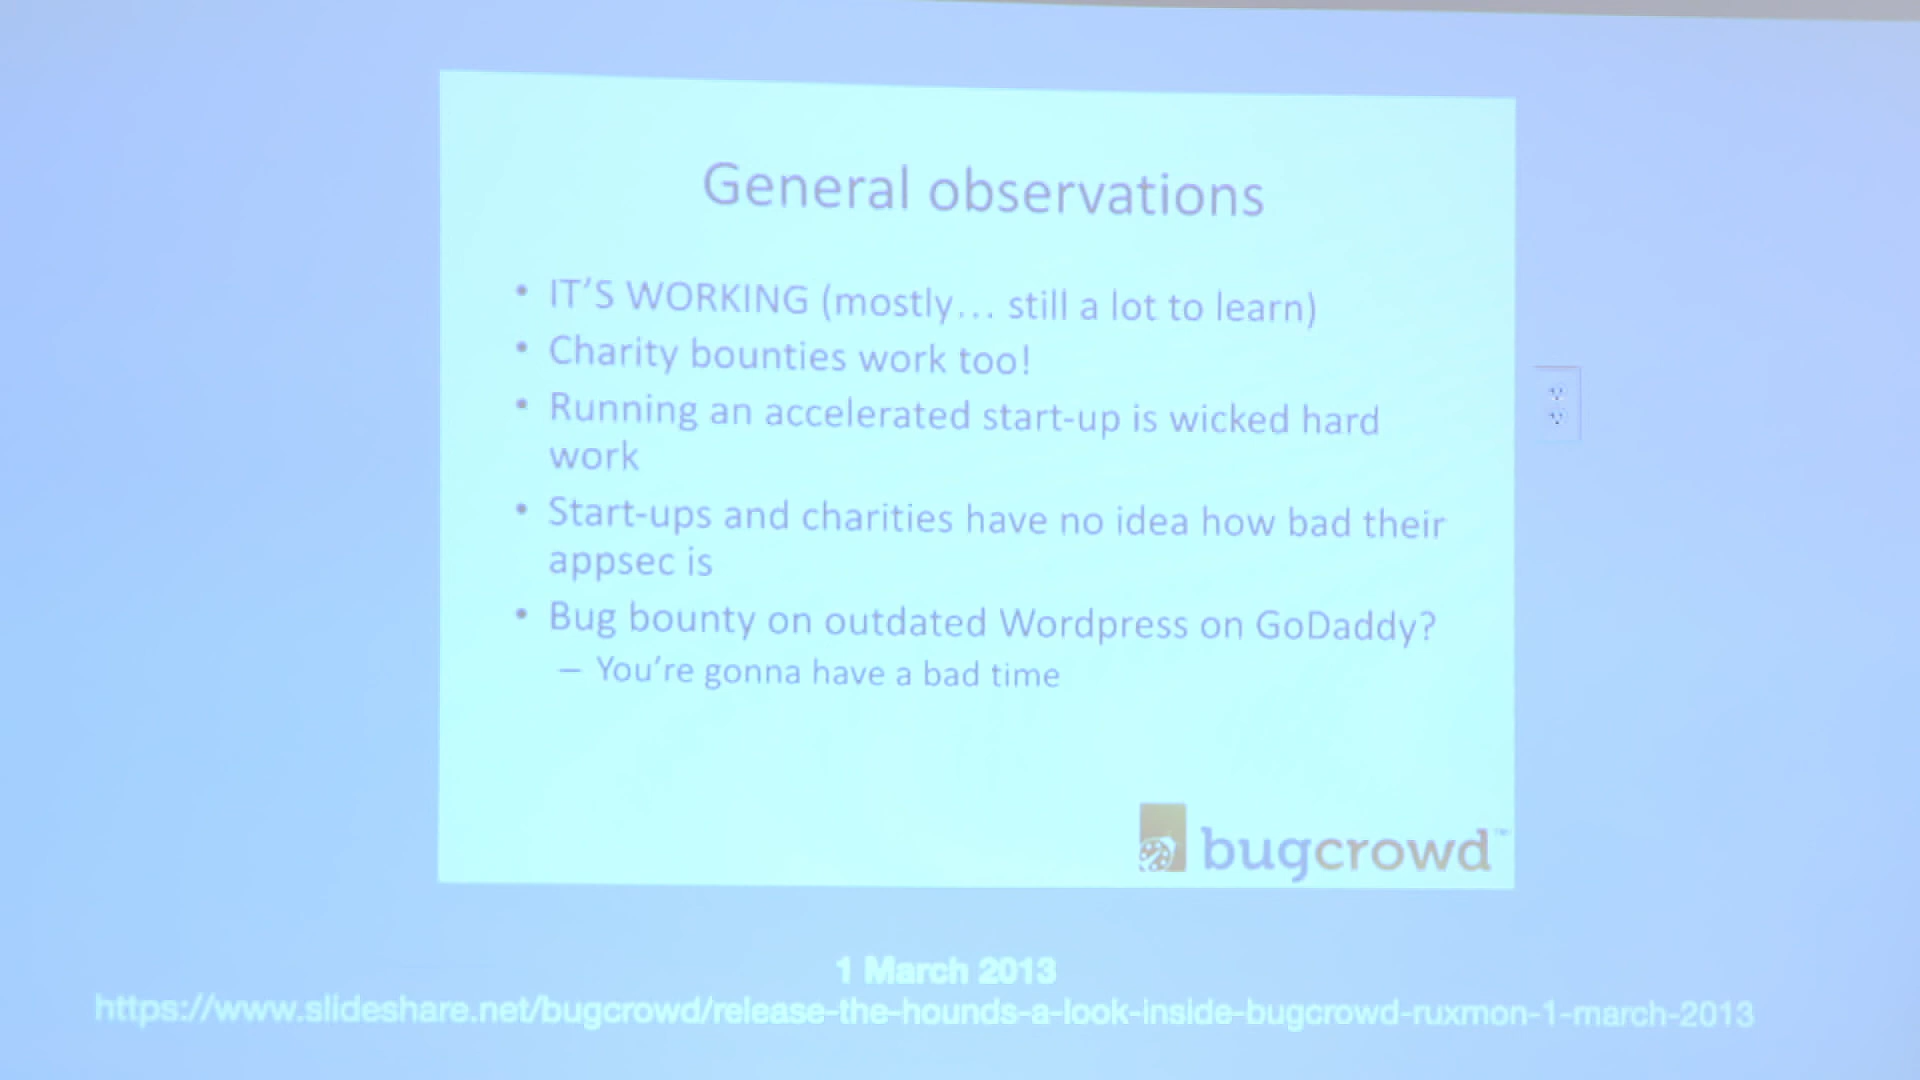 General observations
• IT'S WORKING (mostly... still a lot to learn)
• Charity bounties work too!
• Running an accelerated start-up is wicked hard
work
• Start-ups and charities have no idea how bad their
appsec is
• Bug bounty on outdated Wordpress on GoDaddy?
– You're gonna have a bad time
bugcrowd™
1 March 2013
https://www.slideshare.net/bugcrowd/release-the-hounds-a-look-inside-bugcrowd-ruxmon-1-march-2013